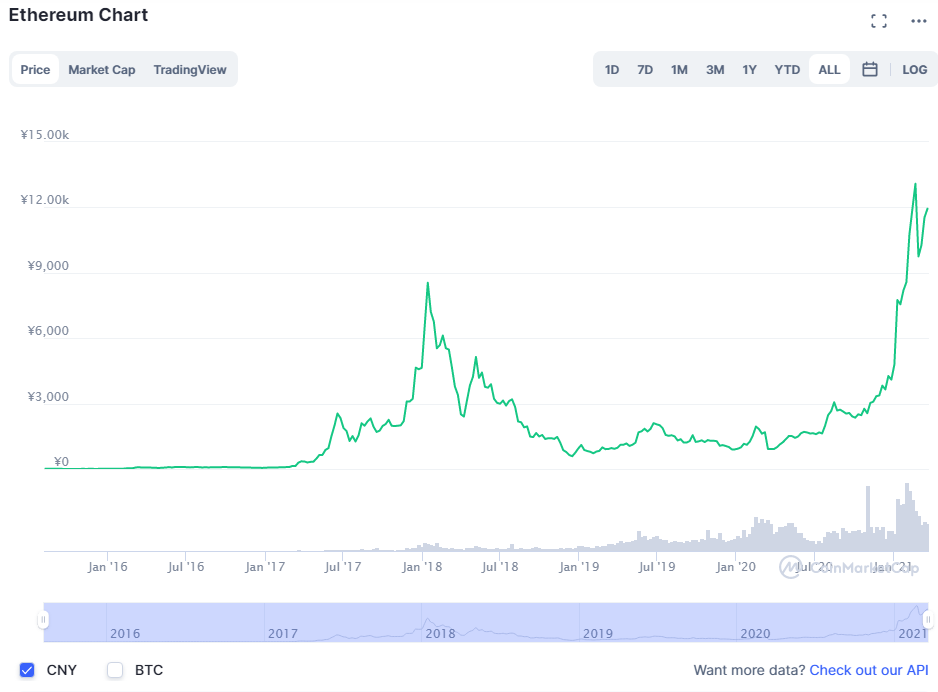 Ethereum Chart
Price Market Cap TradingView 1D 7D 1M 3M 1Y YTD ALL LOG
¥15.00k
¥12.00k
¥9,000
¥6,000
¥3,000
¥0
Jan '16 Jul '16 Jan '17 Jul '17 Jan '18 Jul '18 Jan '19 Jul '19 Jan '20 Jul '20 Jan '21
CoinMarketCap
2016 2017 2018 2019 2020 2021
CNY BTC Want more data? Check out our API